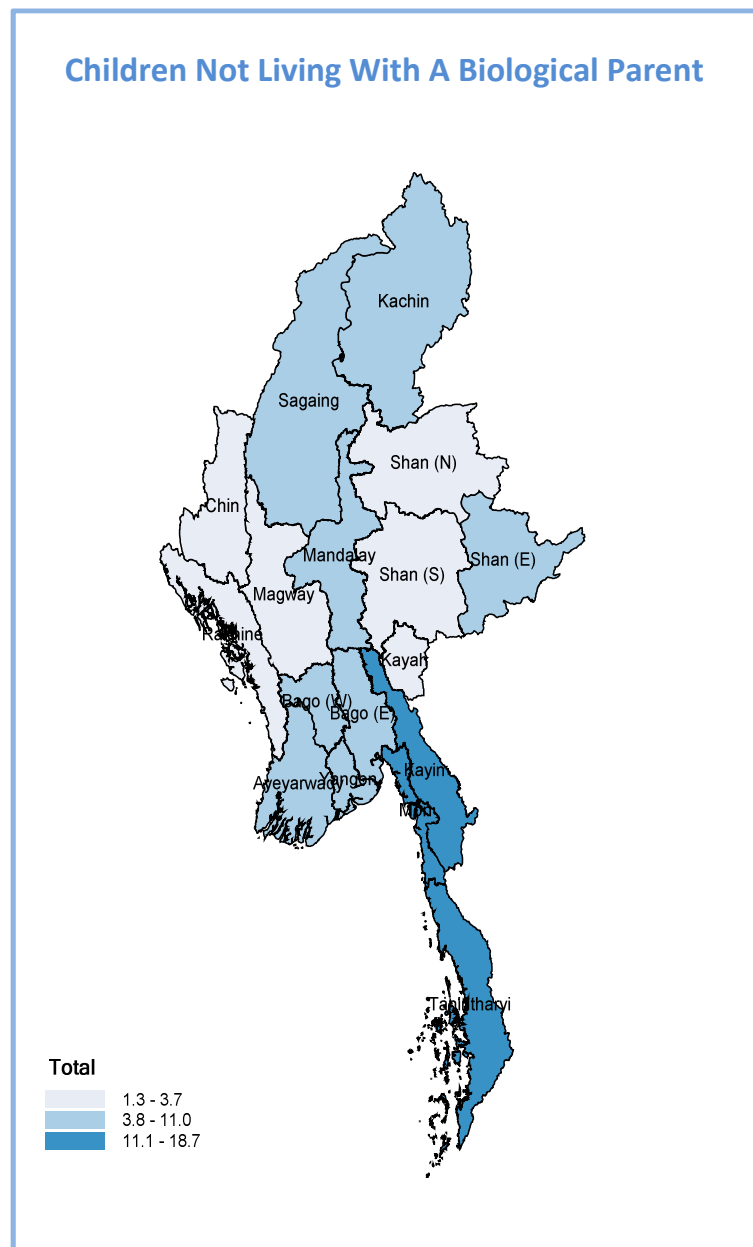 Children Not Living With A Biological Parent
Kachin
Sagaing
Shan (N)
Chin
Mandalay
Shan (E)
Shan (S)
Magway
Rakhine
Kayah
Bago (W)
Bago (E)
Kayin
Ayeyarwady
Yangon
Mon
Tanintharyi
Total
1.3 - 3.7
3.8 - 11.0
11.1 - 18.7